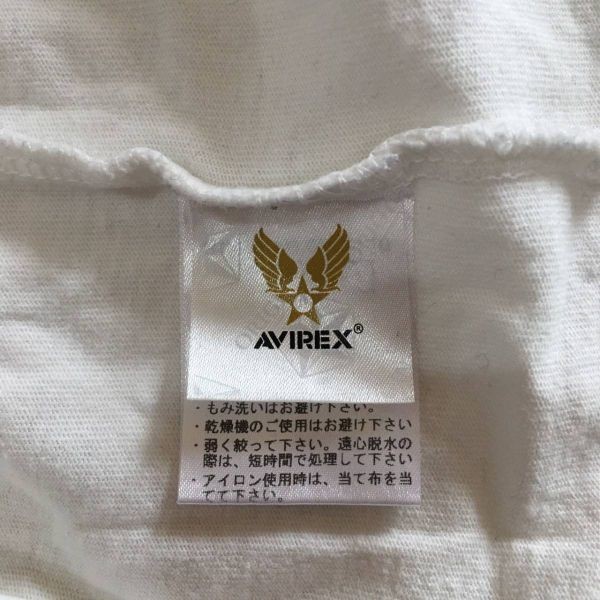 AVIREX®
・もみ洗いはお避け下さい。
・乾燥機のご使用はお避け下さい
・弱く絞って下さい。遠心脱水の
際は、短時間で処理して下さい
・アイロン使用時は、当て布を当
てて下さい。